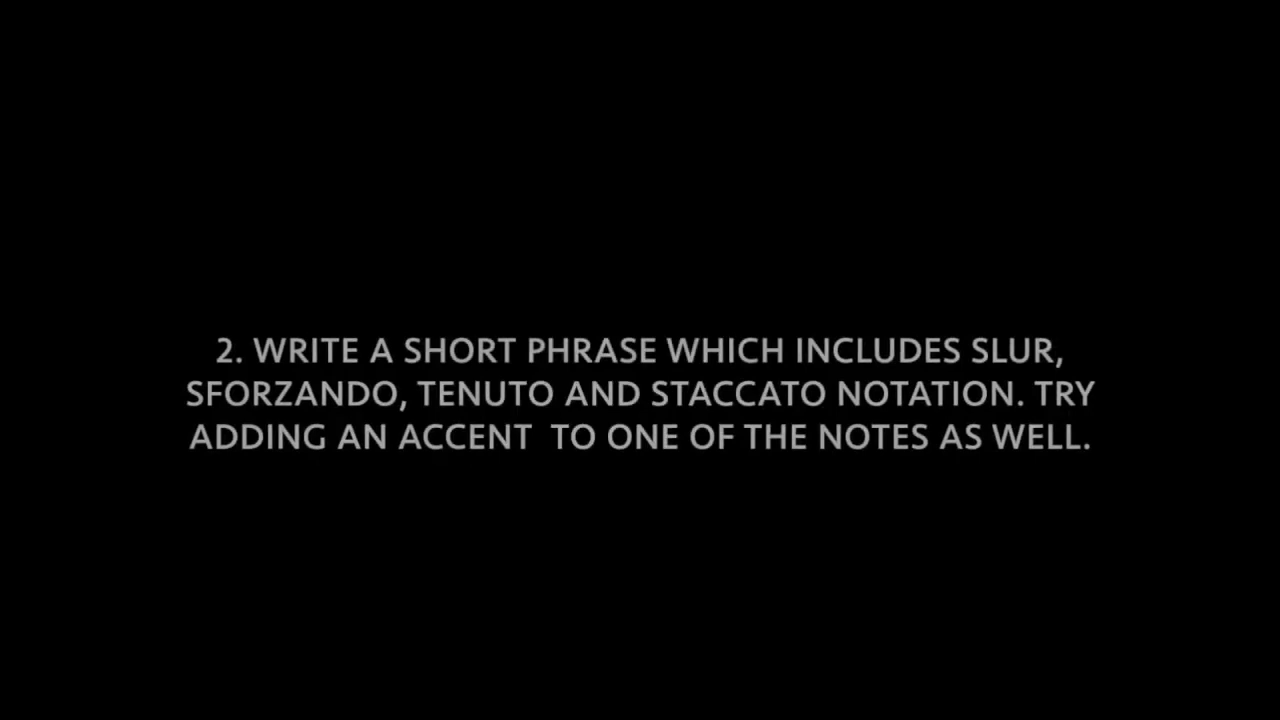 2. WRITE A SHORT PHRASE WHICH INCLUDES SLUR,
SFORZANDO, TENUTO AND STACCATO NOTATION. TRY
ADDING AN ACCENT  TO ONE OF THE NOTES AS WELL.